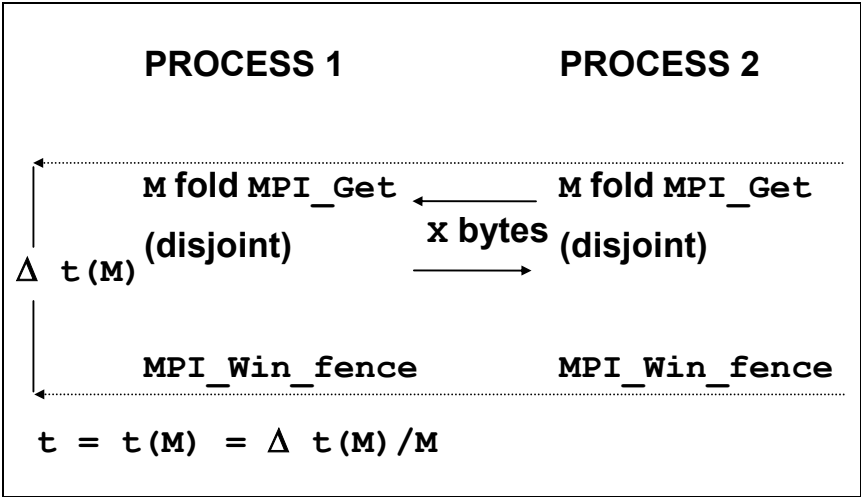 PROCESS 1 PROCESS 2
M fold MPI_Get M fold MPI_Get
X bytes
(disjoint) (disjoint)
Δ t(M)
MPI_Win_fence MPI_Win_fence
t = t(M) = Δ t(M)/M